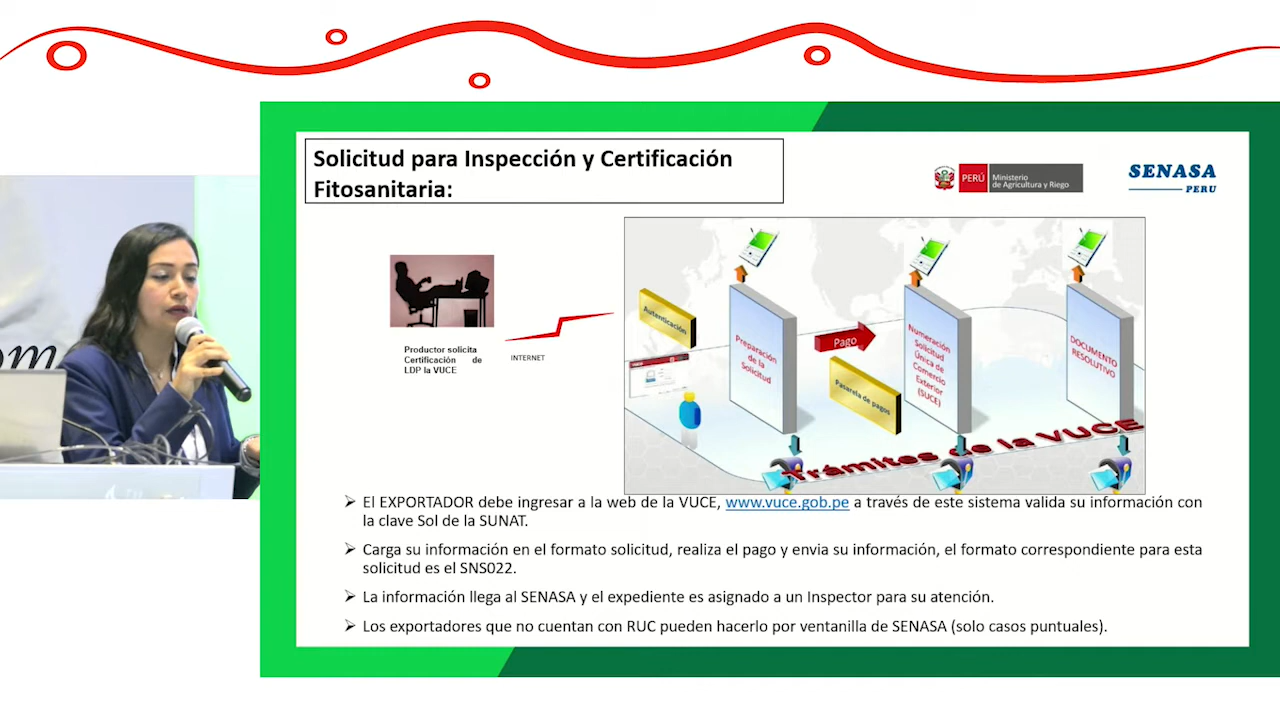 Solicitud para Inspección y Certificación
Fitosanitaria:
PERÚ
Ministerio
de Agricultura y Riego
SENASA
PERU
om
Productor solicita
Certificación de
LDP la VUCE
INTERNET
Autenticación
Preparación
de la
Solicitud
Pago
Pasarela de pagos
Numeración
Solicitud
Única de
Comercio
Exterior
(SUCE)
DOCUMENTO
RESOLUTIVO
Trámites de la VUCE
➢ El EXPORTADOR debe ingresar a la web de la VUCE, www.vuce.gob.pe a través de este sistema valida su información con
la clave Sol de la SUNAT.
➢ Carga su información en el formato solicitud, realiza el pago y envia su información, el formato correspondiente para esta
solicitud es el SNS022.
➢ La información llega al SENASA y el expediente es asignado a un Inspector para su atención.
➢ Los exportadores que no cuentan con RUC pueden hacerlo por ventanilla de SENASA (solo casos puntuales).